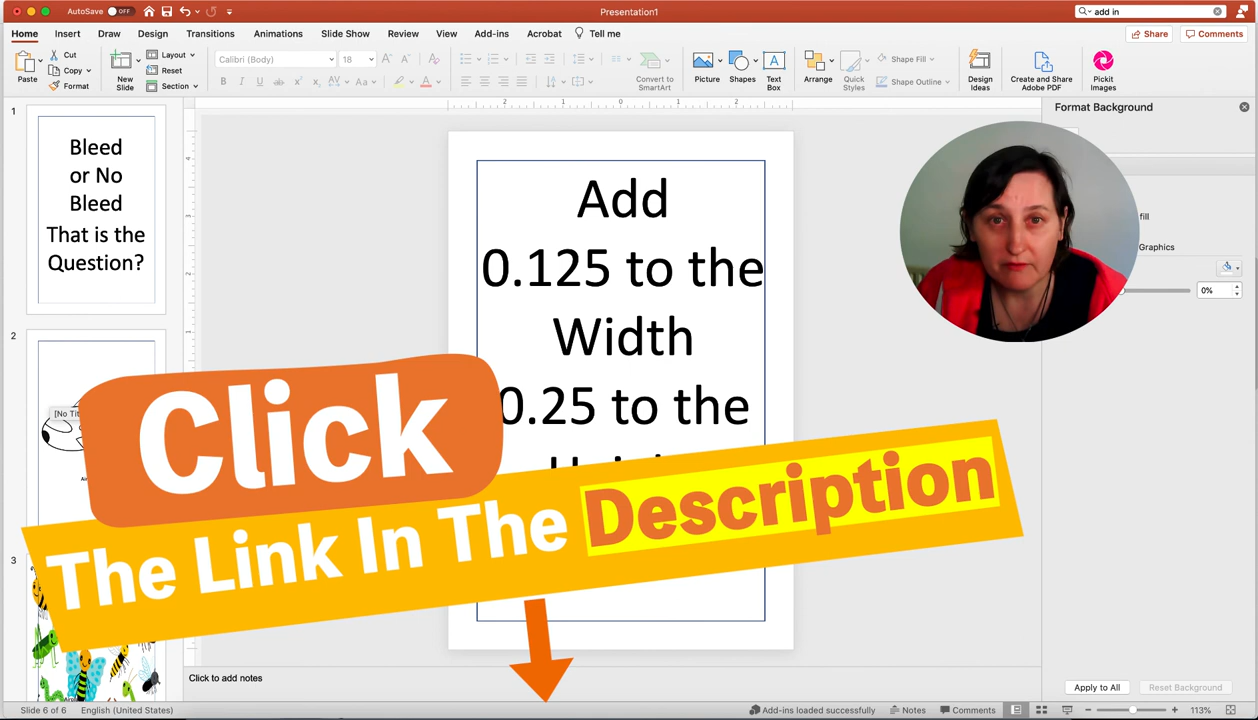 AutoSave OFF
Presentation1
add in
Home Insert Draw Design Transitions Animations Slide Show Review View Add-ins Acrobat Tell me
Share Comments
Paste
Cut
Copy
Format
New Slide
Layout
Reset
Section
Calibri (Body) 18
Convert to SmartArt
Picture
Shapes
Text Box
Arrange
Quick Styles
Shape Fill
Shape Outline
Design Ideas
Create and Share Adobe PDF
Pickit Images
Format Background
fill
Graphics
0%
1
Bleed
or No
Bleed
That is the
Question?
2
[No Tit
3
Add
0.125 to the
Width
0.25 to the
Click
The Link In The Description
Click to add notes
Apply to All
Reset Background
Slide 6 of 6 English (United States)
Add-ins loaded successfully Notes Comments 113%